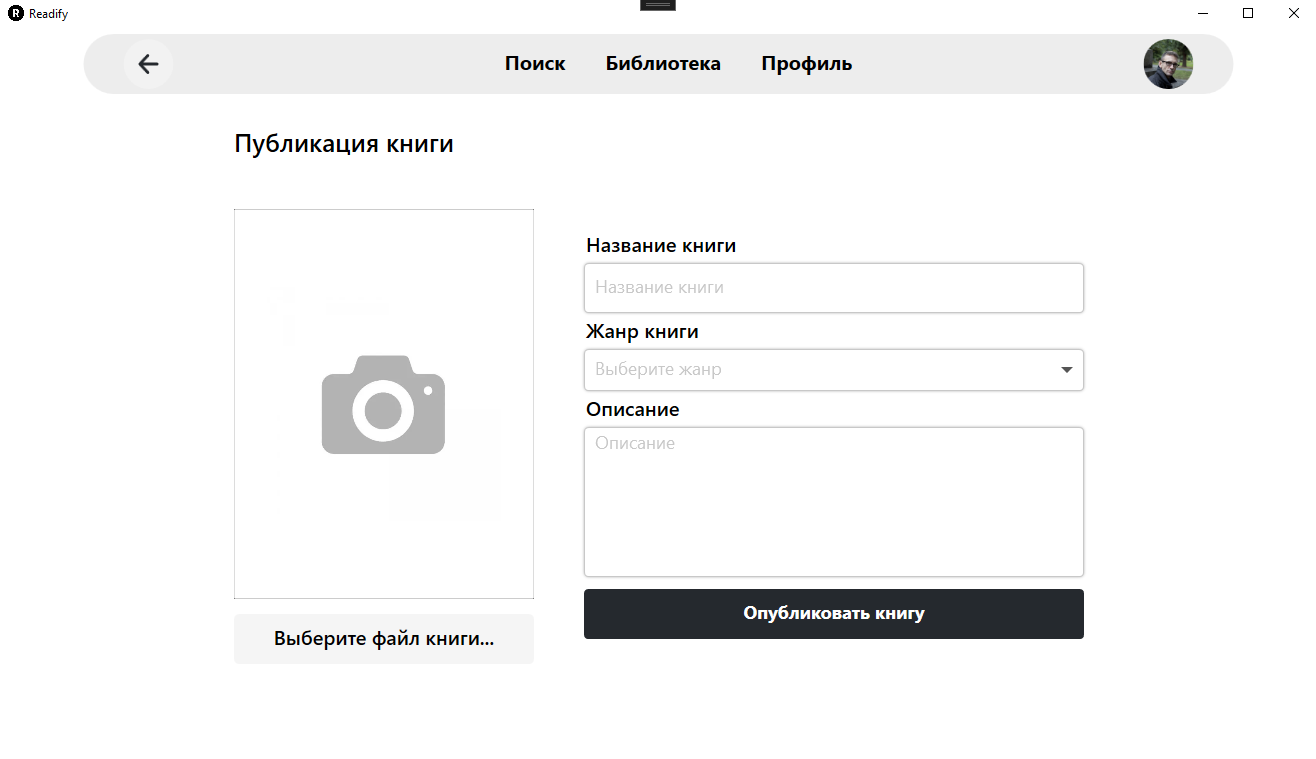 R Readify
Поиск Библиотека Профиль
Публикация книги
Название книги
Название книги
Жанр книги
Выберите жанр
Описание
Описание
Опубликовать книгу
Выберите файл книги...